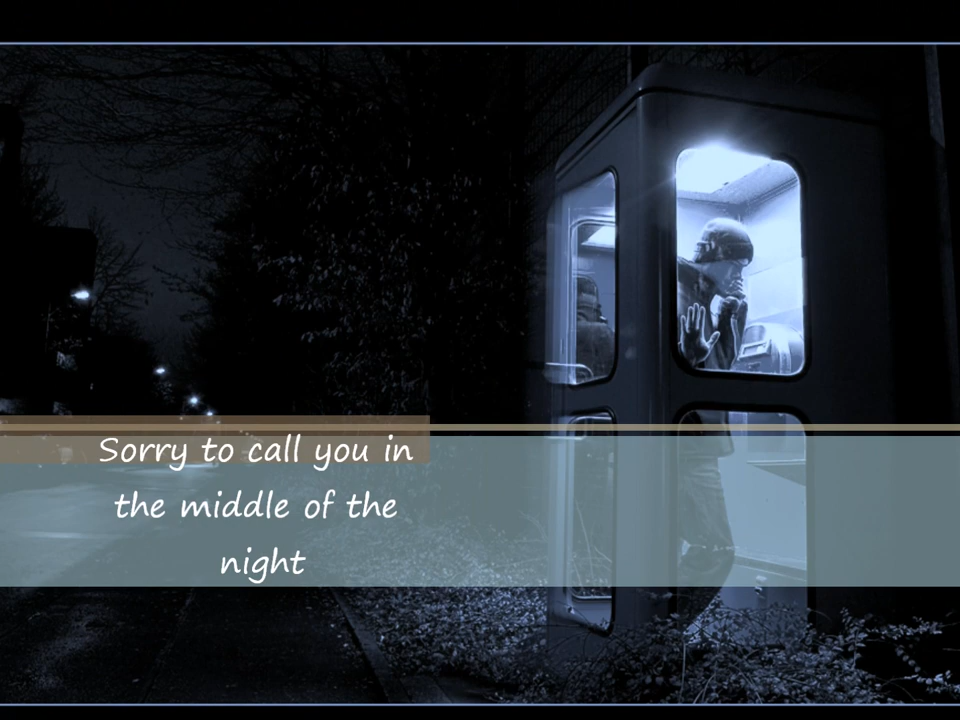 Sorry to call you in
the middle of the
night